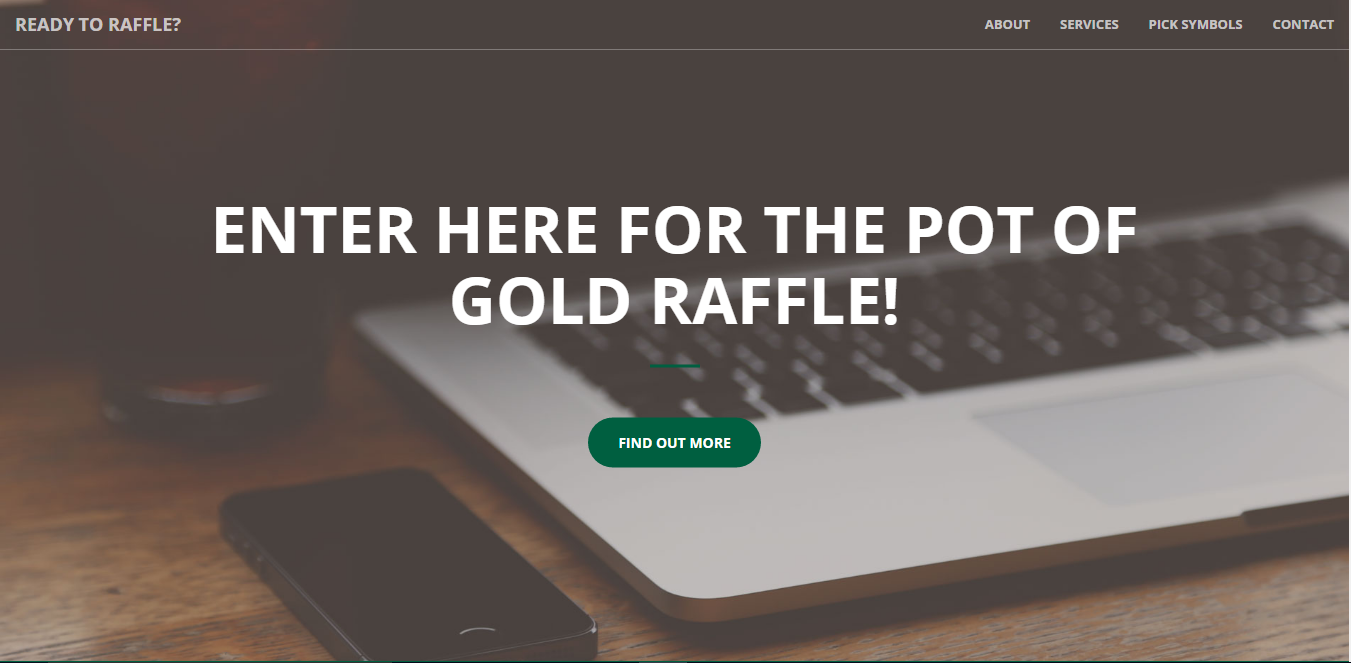 READY TO RAFFLE?
ABOUT SERVICES PICK SYMBOLS CONTACT
ENTER HERE FOR THE POT OF
GOLD RAFFLE!
FIND OUT MORE